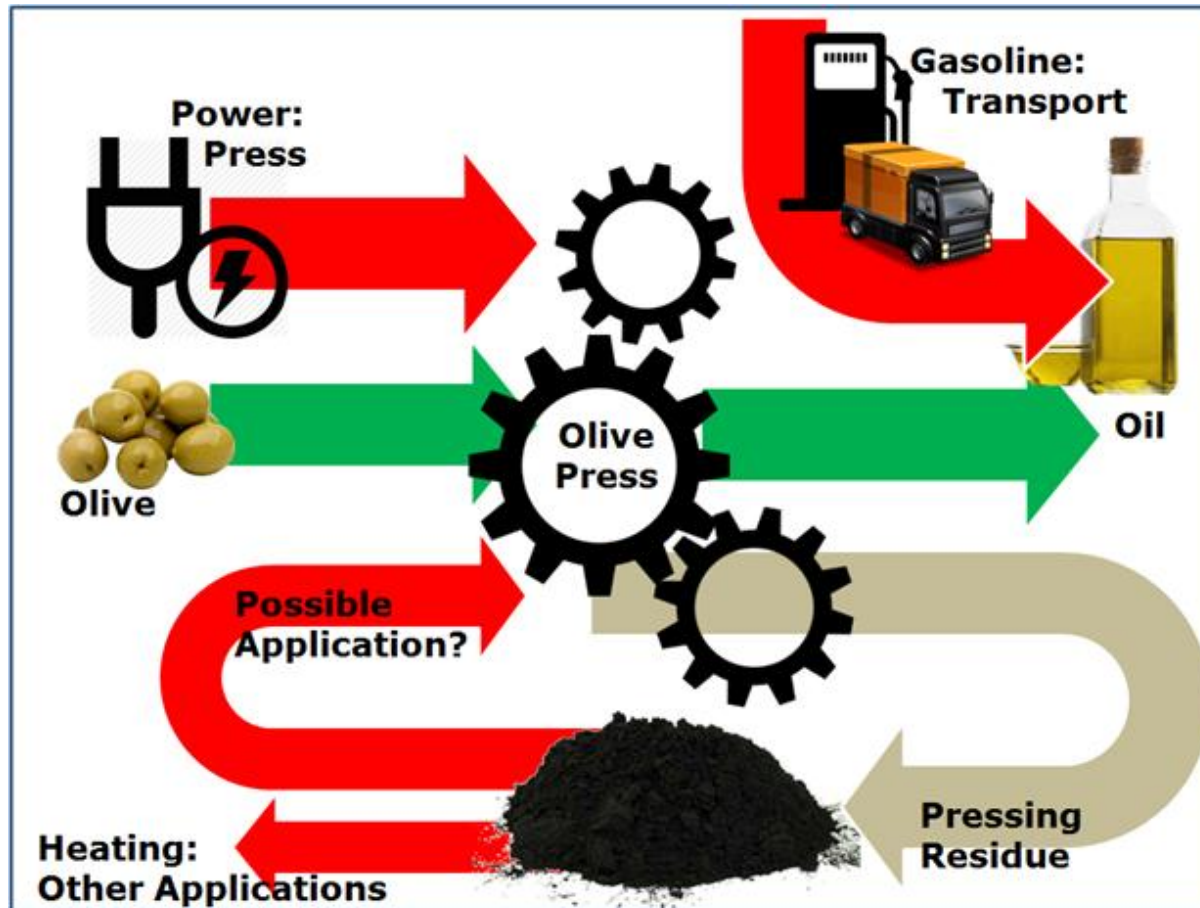 Power:
Press
Gasoline:
Transport
Olive
Olive
Press
Oil
Possible
Application?
Pressing
Residue
Heating:
Other Applications